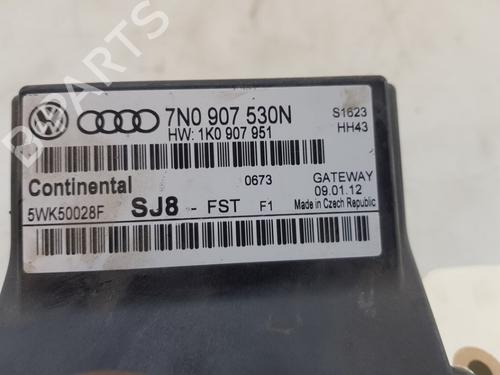 7N0 907 530N
HW: 1K0 907 951
S1623
HH43
Continental
0673
GATEWAY
09.01.12
5WK50028F
SJ8 - FST F1
Made in Czech Republic
B PARTS